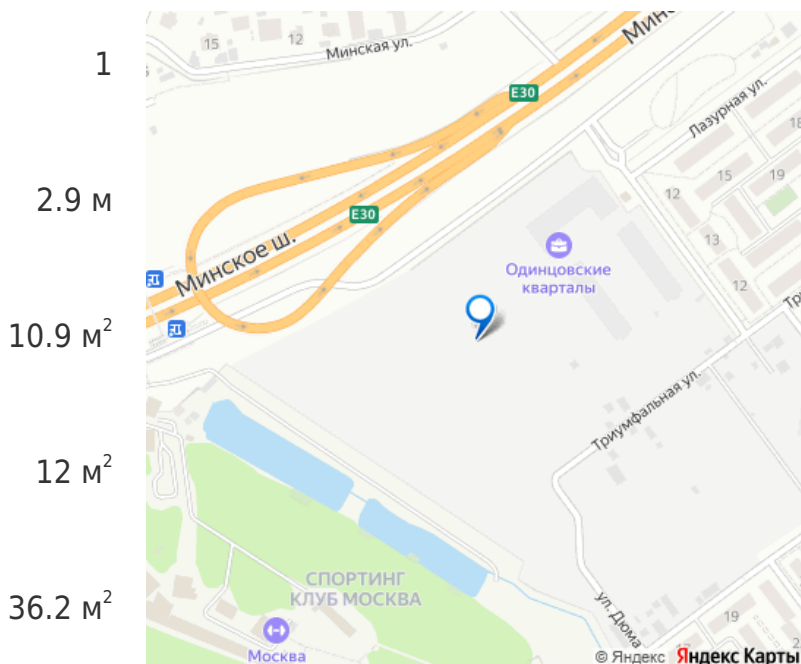 1
2.9 м
10.9 м²
12 м²
36.2 м²
15
12
Минская ул.
E30
Лазурная ул.
18
12
15
19
E30
13
Минское ш.
Одинцовские
кварталы
12
Триумфальная ул.
СПОРТИНГ
КЛУБ МОСКВА
ул. Дюма
19
Москва
© Яндекс Яндекс Карты